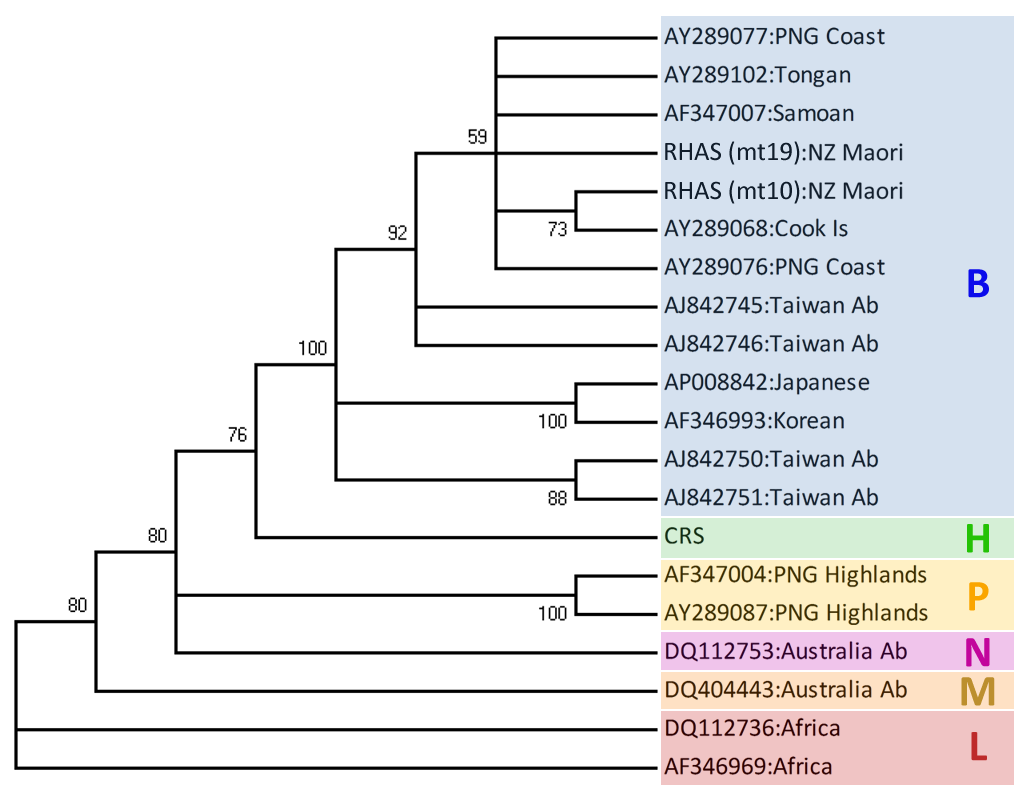 AY289077:PNG Coast
AY289102:Tongan
AF347007:Samoan
59
RHAS (mt19):NZ Maori
RHAS (mt10):NZ Maori
73
AY289068:Cook Is
92
AY289076:PNG Coast
B
AJ842745:Taiwan Ab
100
AJ842746:Taiwan Ab
AP008842:Japanese
100
AF346993:Korean
76
AJ842750:Taiwan Ab
88
AJ842751:Taiwan Ab
80
CRS
H
AF347004:PNG Highlands
80
100
AY289087:PNG Highlands
P
DQ112753:Australia Ab
N
DQ404443:Australia Ab
M
DQ112736:Africa
L
AF346969:Africa